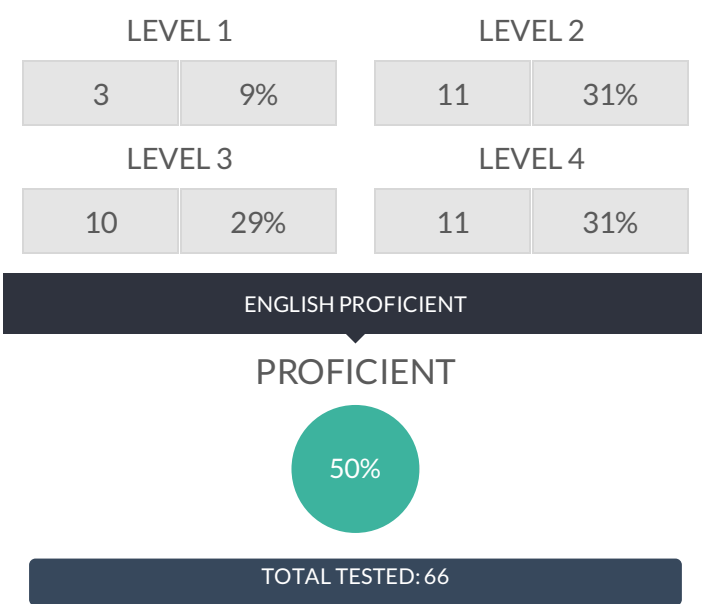 LEVEL 1 LEVEL 2
3 9% 11 31%
LEVEL 3 LEVEL 4
10 29% 11 31%
ENGLISH PROFICIENT
PROFICIENT
50%
TOTAL TESTED: 66